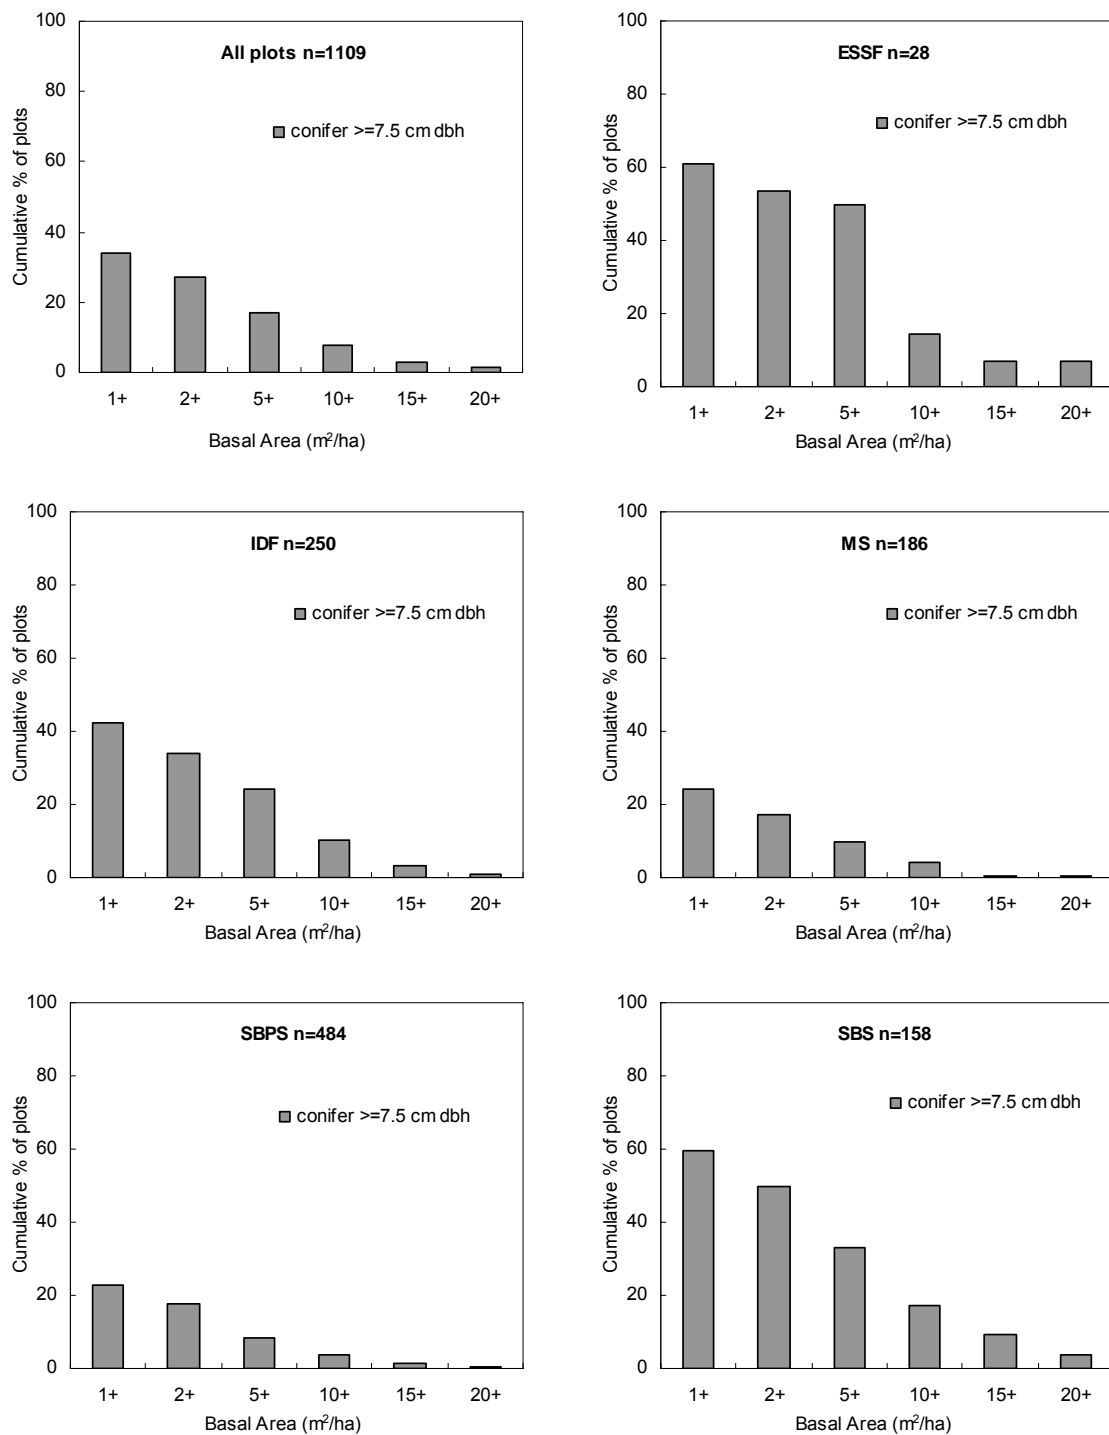 All plots n=1109
conifer >=7.5 cm dbh
Cumulative % of plots
100
80
60
40
20
0
1+ 2+ 5+ 10+ 15+ 20+
Basal Area (m²/ha)
ESSF n=28
conifer >=7.5 cm dbh
Cumulative % of plots
100
80
60
40
20
0
1+ 2+ 5+ 10+ 15+ 20+
Basal Area (m²/ha)
IDF n=250
conifer >=7.5 cm dbh
Cumulative % of plots
100
80
60
40
20
0
1+ 2+ 5+ 10+ 15+ 20+
Basal Area (m²/ha)
MS n=186
conifer >=7.5 cm dbh
Cumulative % of plots
100
80
60
40
20
0
1+ 2+ 5+ 10+ 15+ 20+
Basal Area (m²/ha)
SBPS n=484
conifer >=7.5 cm dbh
Cumulative % of plots
100
80
60
40
20
0
1+ 2+ 5+ 10+ 15+ 20+
Basal Area (m²/ha)
SBS n=158
conifer >=7.5 cm dbh
Cumulative % of plots
100
80
60
40
20
0
1+ 2+ 5+ 10+ 15+ 20+
Basal Area (m²/ha)